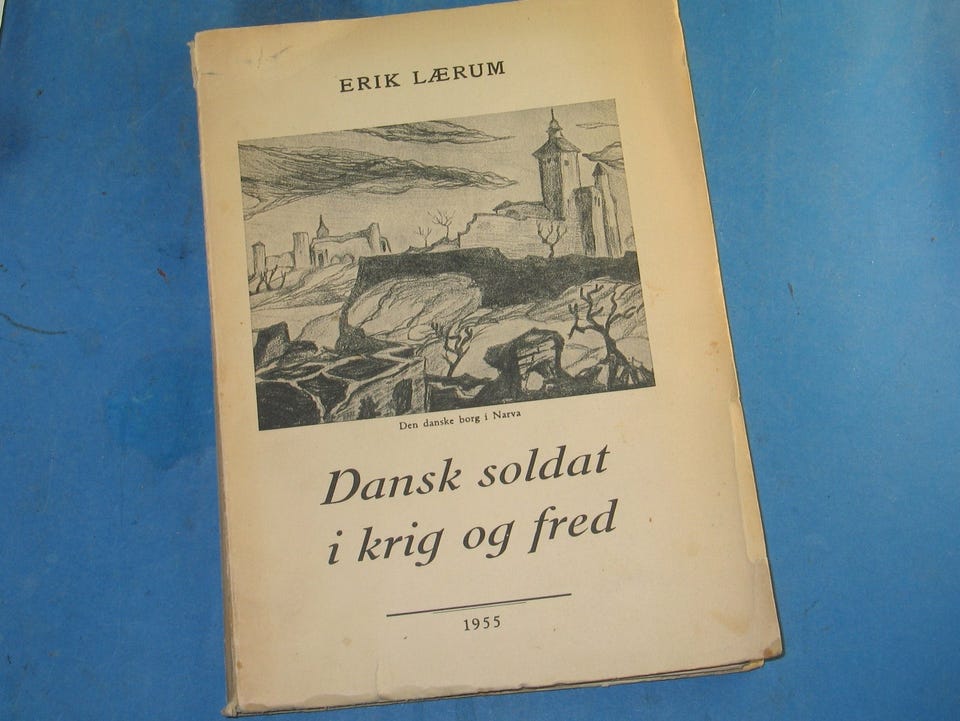 ERIK LÆRUM
Den danske borg i Narva
Dansk soldat
i krig og fred
1955